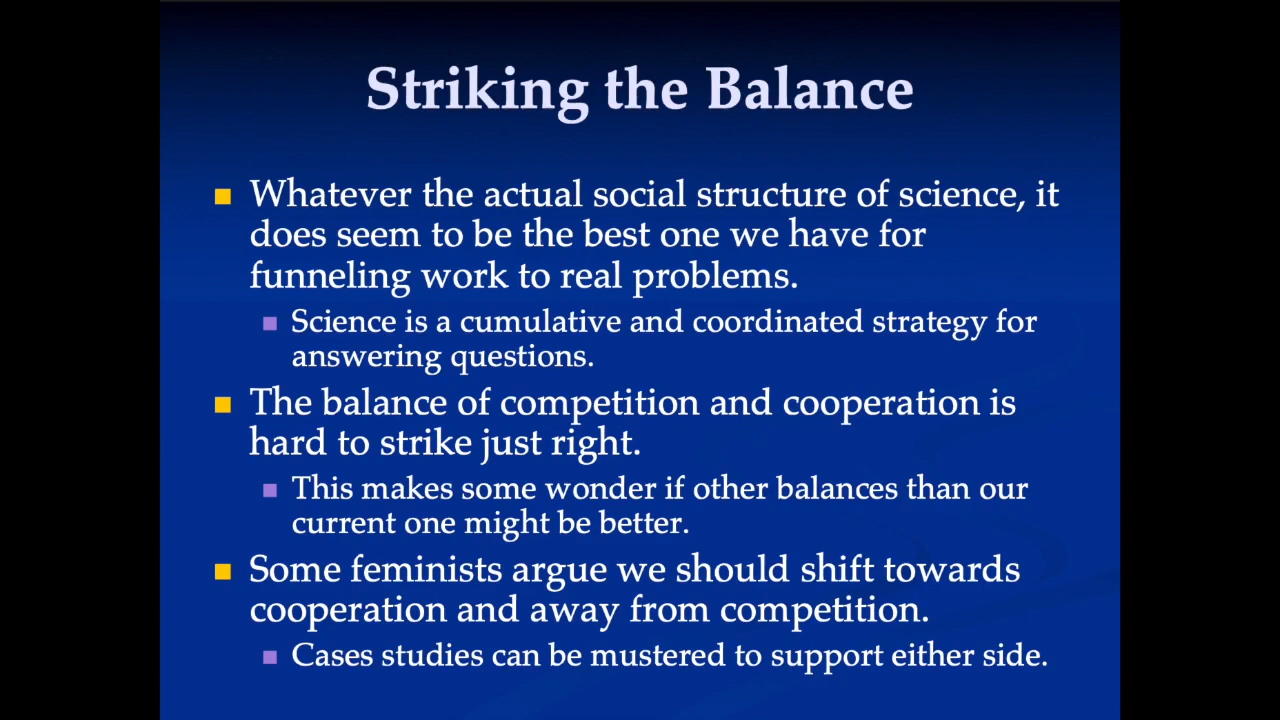 Striking the Balance
Whatever the actual social structure of science, it
does seem to be the best one we have for
funneling work to real problems.
Science is a cumulative and coordinated strategy for
answering questions.
The balance of competition and cooperation is
hard to strike just right.
This makes some wonder if other balances than our
current one might be better.
Some feminists argue we should shift towards
cooperation and away from competition.
Cases studies can be mustered to support either side.